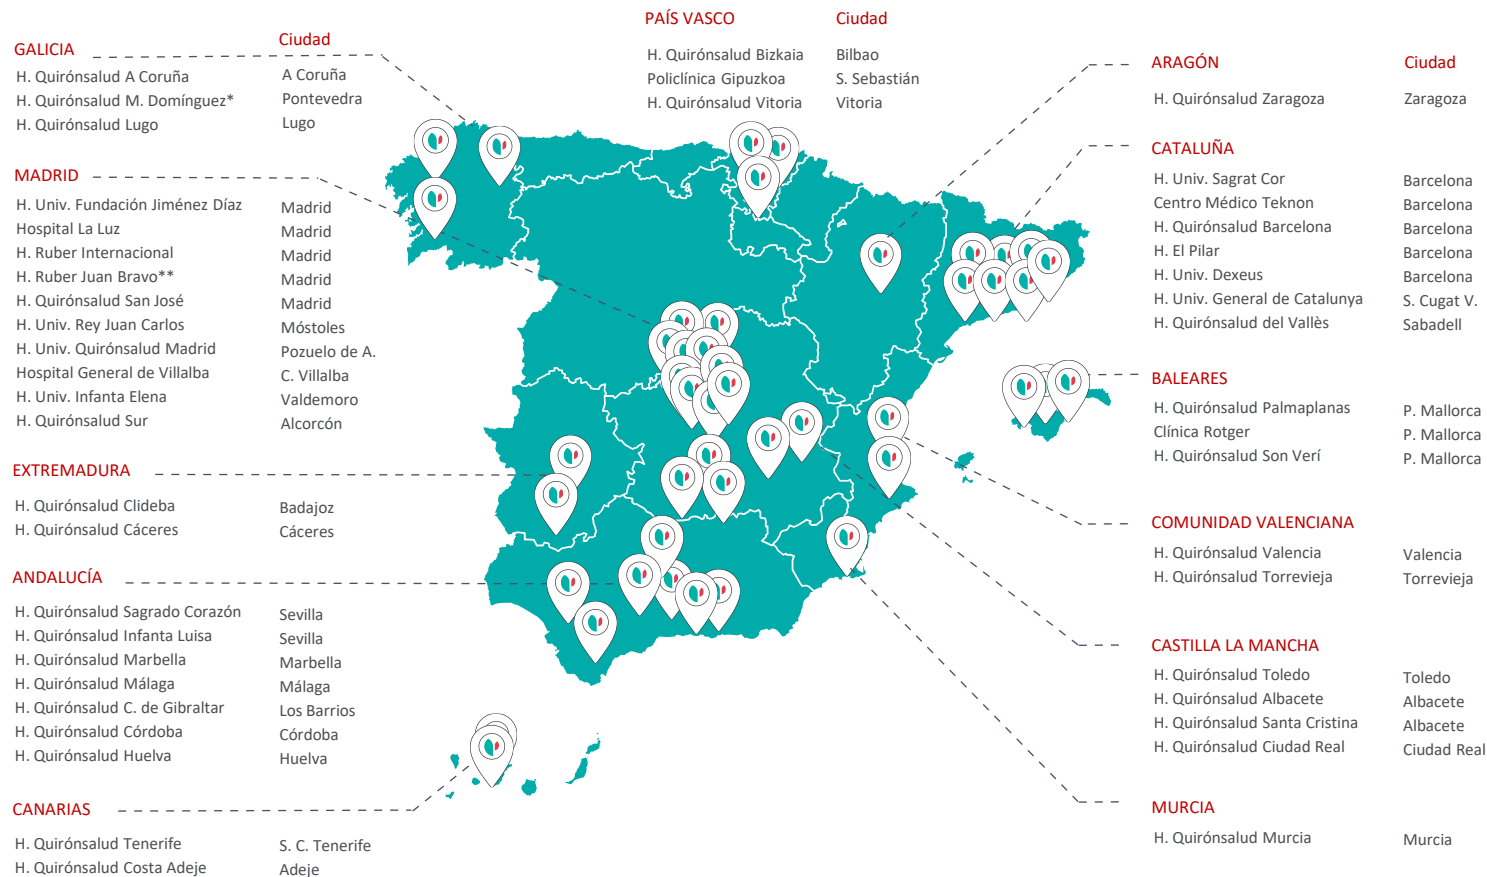 PAÍS VASCO Ciudad
H. Quirónsalud Bizkaia Bilbao
Policlínica Gipuzkoa S. Sebastián
H. Quirónsalud Vitoria Vitoria
GALICIA Ciudad
H. Quirónsalud A Coruña A Coruña
H. Quirónsalud M. Domínguez* Pontevedra
H. Quirónsalud Lugo Lugo
MADRID
H. Univ. Fundación Jiménez Díaz Madrid
Hospital La Luz Madrid
H. Ruber Internacional Madrid
H. Ruber Juan Bravo** Madrid
H. Quirónsalud San José Madrid
H. Univ. Rey Juan Carlos Móstoles
H. Univ. Quirónsalud Madrid Pozuelo de A.
Hospital General de Villalba C. Villalba
H. Univ. Infanta Elena Valdemoro
H. Quirónsalud Sur Alcorcón
EXTREMADURA
H. Quirónsalud Clideba Badajoz
H. Quirónsalud Cáceres Cáceres
ANDALUCÍA
H. Quirónsalud Sagrado Corazón Sevilla
H. Quirónsalud Infanta Luisa Sevilla
H. Quirónsalud Marbella Marbella
H. Quirónsalud Málaga Málaga
H. Quirónsalud C. de Gibraltar Los Barrios
H. Quirónsalud Córdoba Córdoba
H. Quirónsalud Huelva Huelva
CANARIAS
H. Quirónsalud Tenerife S. C. Tenerife
H. Quirónsalud Costa Adeje Adeje
ARAGÓN Ciudad
H. Quirónsalud Zaragoza Zaragoza
CATALUÑA
H. Univ. Sagrat Cor Barcelona
Centro Médico Teknon Barcelona
H. Quirónsalud Barcelona Barcelona
H. El Pilar Barcelona
H. Univ. Dexeus Barcelona
H. Univ. General de Catalunya S. Cugat V.
H. Quirónsalud del Vallès Sabadell
BALEARES
H. Quirónsalud Palmaplanas P. Mallorca
Clínica Rotger P. Mallorca
H. Quirónsalud Son Verí P. Mallorca
COMUNIDAD VALENCIANA
H. Quirónsalud Valencia Valencia
H. Quirónsalud Torrevieja Torrevieja
CASTILLA LA MANCHA
H. Quirónsalud Toledo Toledo
H. Quirónsalud Albacete Albacete
H. Quirónsalud Santa Cristina Albacete
H. Quirónsalud Ciudad Real Ciudad Real
MURCIA
H. Quirónsalud Murcia Murcia